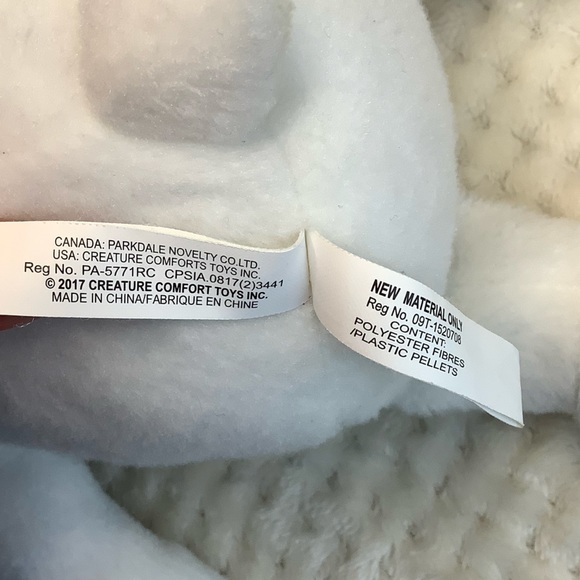 CANADA: PARKDALE NOVELTY CO.LTD.
USA: CREATURE COMFORTS TOYS INC.
Reg No. PA-5771RC CPSIA.0817(2)3441
© 2017 CREATURE COMFORT TOYS INC.
MADE IN CHINA/FABRIQUE EN CHINE
NEW MATERIAL ONLY
Reg No. 09T-1520708
CONTENT:
POLYESTER FIBRES
/PLASTIC PELLETS